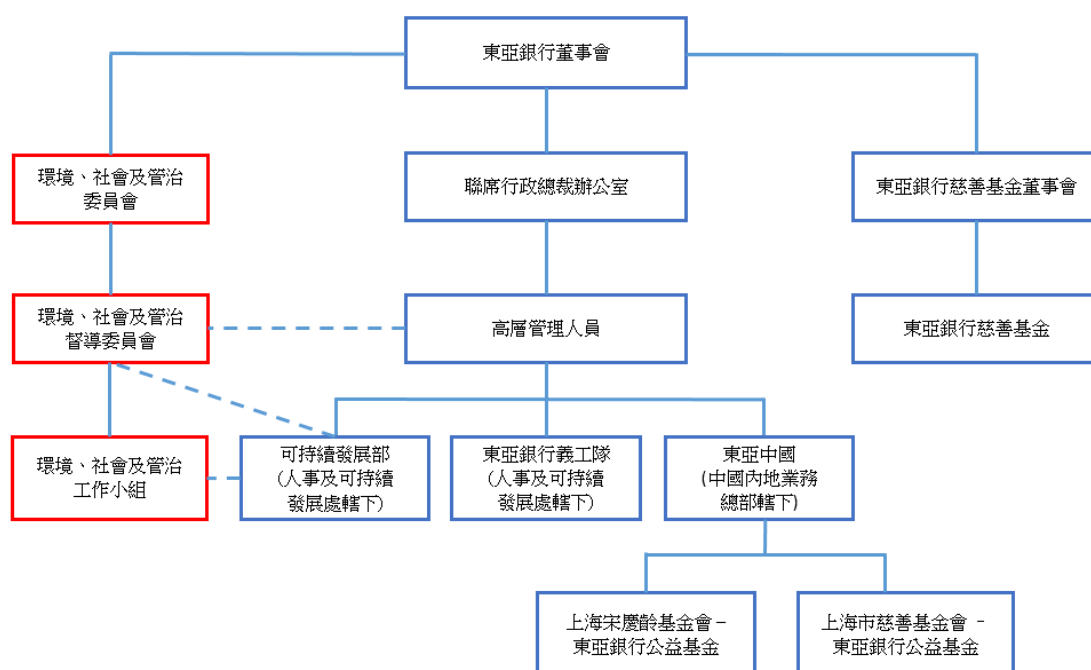 東亞銀行董事會
環境、社會及管治
委員會
聯席行政總裁辦公室
東亞銀行慈善基金董事會
環境、社會及管治
督導委員會
高層管理人員
東亞銀行慈善基金
環境、社會及管治
工作小組
可持續發展部
(人事及可持續
發展處轄下)
東亞銀行義工隊
(人事及可持續
發展處轄下)
東亞中國
(中國內地業務
總部轄下)
上海宋慶齡基金會 –
東亞銀行公益基金
上海市慈善基金會 -
東亞銀行公益基金